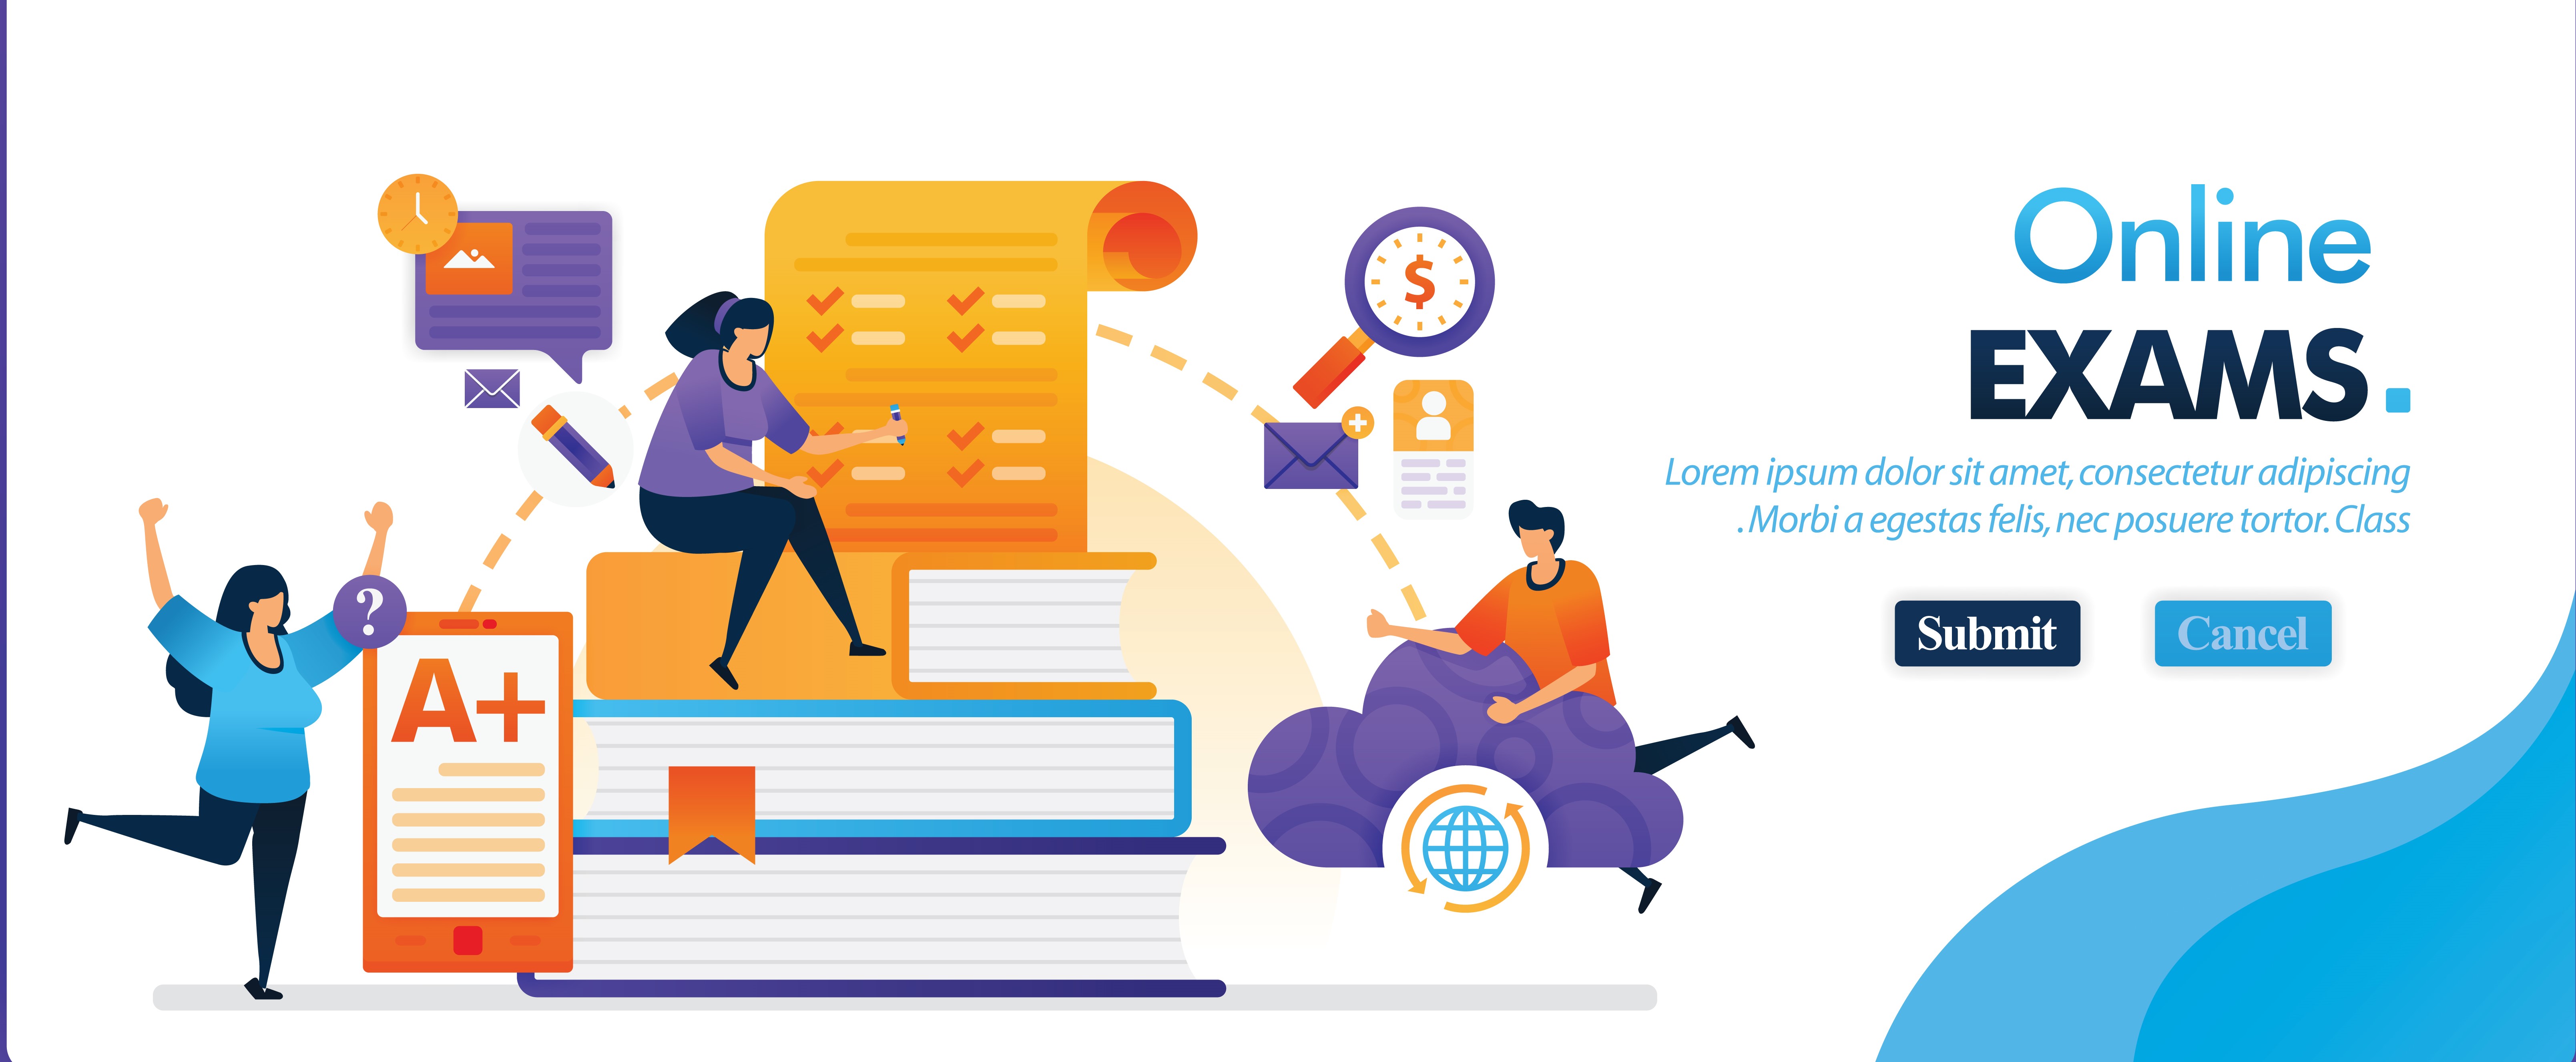 Online
EXAMS.
Lorem ipsum dolor sit amet, consectetur adipiscing
. Morbi a egestas felis, nec posuere tortor. Class
Submit
Cancel
$
?
A+